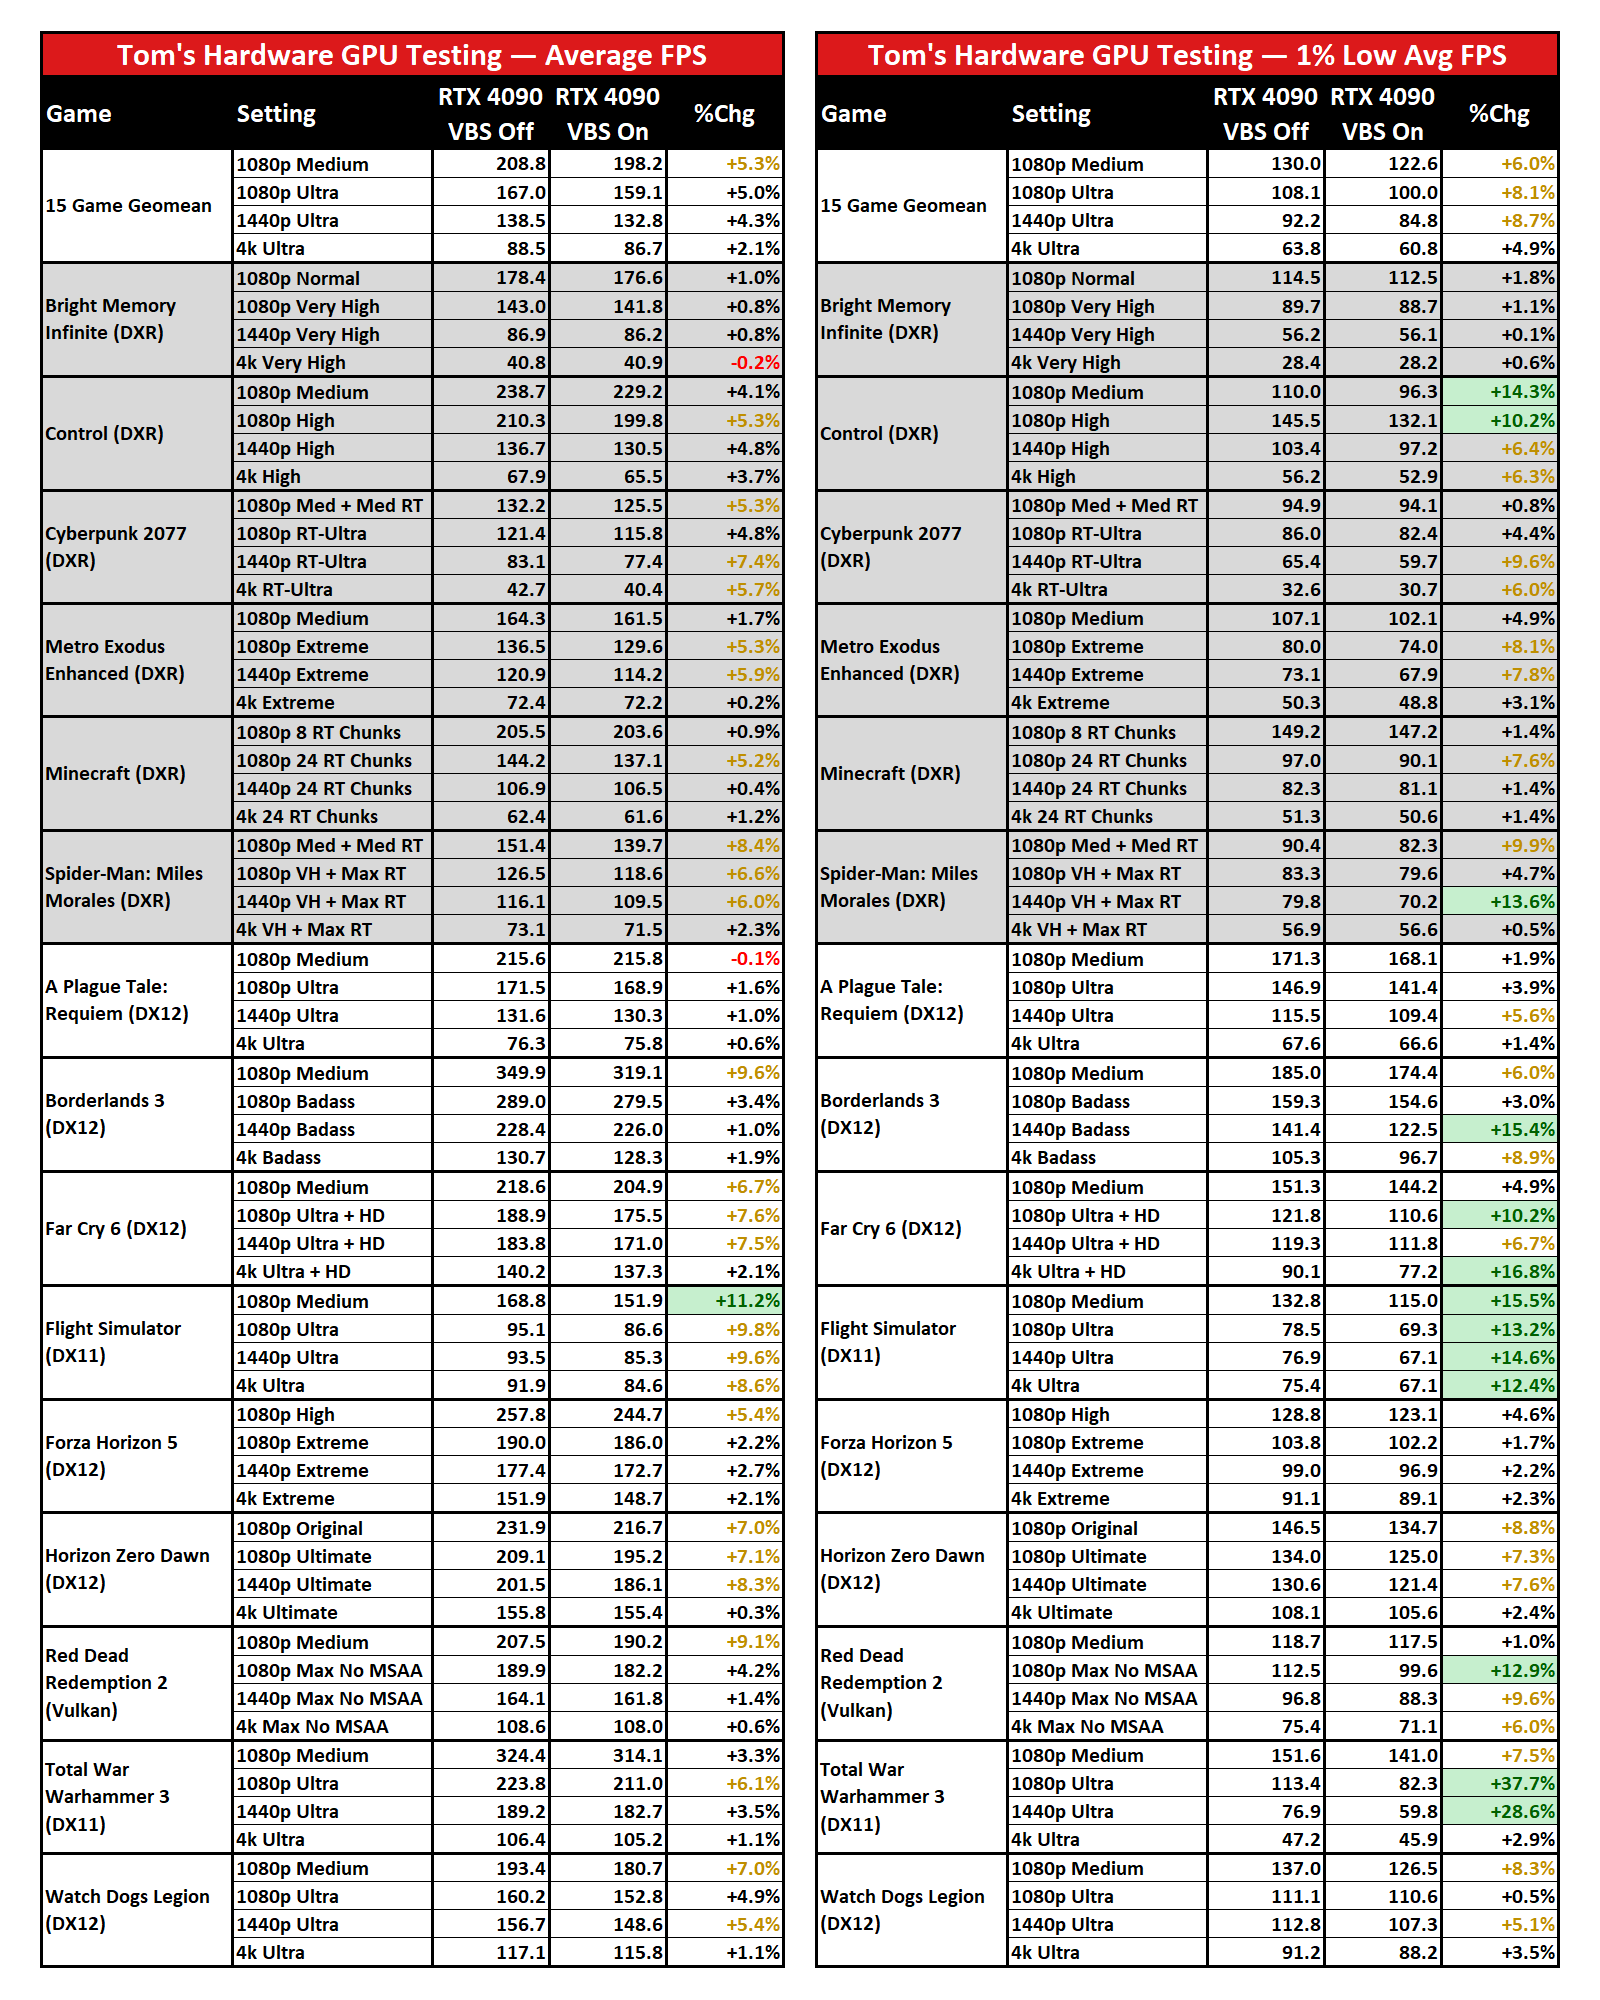 Tom's Hardware GPU Testing — Average FPS
Game Setting RTX 4090 VBS Off RTX 4090 VBS On %Chg
15 Game Geomean
1080p Medium 208.8 198.2 +5.3%
1080p Ultra 167.0 159.1 +5.0%
1440p Ultra 138.5 132.8 +4.3%
4k Ultra 88.5 86.7 +2.1%
Bright Memory
Infinite (DXR)
1080p Normal 178.4 176.6 +1.0%
1080p Very High 143.0 141.8 +0.8%
1440p Very High 86.9 86.2 +0.8%
4k Very High 40.8 40.9 -0.2%
Control (DXR)
1080p Medium 238.7 229.2 +4.1%
1080p High 210.3 199.8 +5.3%
1440p High 136.7 130.5 +4.8%
4k High 67.9 65.5 +3.7%
Cyberpunk 2077
(DXR)
1080p Med + Med RT 132.2 125.5 +5.3%
1080p RT-Ultra 121.4 115.8 +4.8%
1440p RT-Ultra 83.1 77.4 +7.4%
4k RT-Ultra 42.7 40.4 +5.7%
Metro Exodus
Enhanced (DXR)
1080p Medium 164.3 161.5 +1.7%
1080p Extreme 136.5 129.6 +5.3%
1440p Extreme 120.9 114.2 +5.9%
4k Extreme 72.4 72.2 +0.2%
Minecraft (DXR)
1080p 8 RT Chunks 205.5 203.6 +0.9%
1080p 24 RT Chunks 144.2 137.1 +5.2%
1440p 24 RT Chunks 106.9 106.5 +0.4%
4k 24 RT Chunks 62.4 61.6 +1.2%
Spider-Man: Miles
Morales (DXR)
1080p Med + Med RT 151.4 139.7 +8.4%
1080p VH + Max RT 126.5 118.6 +6.6%
1440p VH + Max RT 116.1 109.5 +6.0%
4k VH + Max RT 73.1 71.5 +2.3%
A Plague Tale:
Requiem (DX12)
1080p Medium 215.6 215.8 -0.1%
1080p Ultra 171.5 168.9 +1.6%
1440p Ultra 131.6 130.3 +1.0%
4k Ultra 76.3 75.8 +0.6%
Borderlands 3
(DX12)
1080p Medium 349.9 319.1 +9.6%
1080p Badass 289.0 279.5 +3.4%
1440p Badass 228.4 226.0 +1.0%
4k Badass 130.7 128.3 +1.9%
Far Cry 6 (DX12)
1080p Medium 218.6 204.9 +6.7%
1080p Ultra + HD 188.9 175.5 +7.6%
1440p Ultra + HD 183.8 171.0 +7.5%
4k Ultra + HD 140.2 137.3 +2.1%
Flight Simulator
(DX11)
1080p Medium 168.8 151.9 +11.2%
1080p Ultra 95.1 86.6 +9.8%
1440p Ultra 93.5 85.3 +9.6%
4k Ultra 91.9 84.6 +8.6%
Forza Horizon 5
(DX12)
1080p High 257.8 244.7 +5.4%
1080p Extreme 190.0 186.0 +2.2%
1440p Extreme 177.4 172.7 +2.7%
4k Extreme 151.9 148.7 +2.1%
Horizon Zero Dawn
(DX12)
1080p Original 231.9 216.7 +7.0%
1080p Ultimate 209.1 195.2 +7.1%
1440p Ultimate 201.5 186.1 +8.3%
4k Ultimate 155.8 155.4 +0.3%
Red Dead
Redemption 2
(Vulkan)
1080p Medium 207.5 190.2 +9.1%
1080p Max No MSAA 189.9 182.2 +4.2%
1440p Max No MSAA 164.1 161.8 +1.4%
4k Max No MSAA 108.6 108.0 +0.6%
Total War
Warhammer 3
(DX11)
1080p Medium 324.4 314.1 +3.3%
1080p Ultra 223.8 211.0 +6.1%
1440p Ultra 189.2 182.7 +3.5%
4k Ultra 106.4 105.2 +1.1%
Watch Dogs Legion
(DX12)
1080p Medium 193.4 180.7 +7.0%
1080p Ultra 160.2 152.8 +4.9%
1440p Ultra 156.7 148.6 +5.4%
4k Ultra 117.1 115.8 +1.1%
Tom's Hardware GPU Testing — 1% Low Avg FPS
Game Setting RTX 4090 VBS Off RTX 4090 VBS On %Chg
15 Game Geomean
1080p Medium 130.0 122.6 +6.0%
1080p Ultra 108.1 100.0 +8.1%
1440p Ultra 92.2 84.8 +8.7%
4k Ultra 63.8 60.8 +4.9%
Bright Memory
Infinite (DXR)
1080p Normal 114.5 112.5 +1.8%
1080p Very High 89.7 88.7 +1.1%
1440p Very High 56.2 56.1 +0.1%
4k Very High 28.4 28.2 +0.6%
Control (DXR)
1080p Medium 110.0 96.3 +14.3%
1080p High 145.5 132.1 +10.2%
1440p High 103.4 97.2 +6.4%
4k High 56.2 52.9 +6.3%
Cyberpunk 2077
(DXR)
1080p Med + Med RT 94.9 94.1 +0.8%
1080p RT-Ultra 86.0 82.4 +4.4%
1440p RT-Ultra 65.4 59.7 +9.6%
4k RT-Ultra 32.6 30.7 +6.0%
Metro Exodus
Enhanced (DXR)
1080p Medium 107.1 102.1 +4.9%
1080p Extreme 80.0 74.0 +8.1%
1440p Extreme 73.1 67.9 +7.8%
4k Extreme 50.3 48.8 +3.1%
Minecraft (DXR)
1080p 8 RT Chunks 149.2 147.2 +1.4%
1080p 24 RT Chunks 97.0 90.1 +7.6%
1440p 24 RT Chunks 82.3 81.1 +1.4%
4k 24 RT Chunks 51.3 50.6 +1.4%
Spider-Man: Miles
Morales (DXR)
1080p Med + Med RT 90.4 82.3 +9.9%
1080p VH + Max RT 83.3 79.6 +4.7%
1440p VH + Max RT 79.8 70.2 +13.6%
4k VH + Max RT 56.9 56.6 +0.5%
A Plague Tale:
Requiem (DX12)
1080p Medium 171.3 168.1 +1.9%
1080p Ultra 146.9 141.4 +3.9%
1440p Ultra 115.5 109.4 +5.6%
4k Ultra 67.6 66.6 +1.4%
Borderlands 3
(DX12)
1080p Medium 185.0 174.4 +6.0%
1080p Badass 159.3 154.6 +3.0%
1440p Badass 141.4 122.5 +15.4%
4k Badass 105.3 96.7 +8.9%
Far Cry 6 (DX12)
1080p Medium 151.3 144.2 +4.9%
1080p Ultra + HD 121.8 110.6 +10.2%
1440p Ultra + HD 119.3 111.8 +6.7%
4k Ultra + HD 90.1 77.2 +16.8%
Flight Simulator
(DX11)
1080p Medium 132.8 115.0 +15.5%
1080p Ultra 78.5 69.3 +13.2%
1440p Ultra 76.9 67.1 +14.6%
4k Ultra 75.4 67.1 +12.4%
Forza Horizon 5
(DX12)
1080p High 128.8 123.1 +4.6%
1080p Extreme 103.8 102.2 +1.7%
1440p Extreme 99.0 96.9 +2.2%
4k Extreme 91.1 89.1 +2.3%
Horizon Zero Dawn
(DX12)
1080p Original 146.5 134.7 +8.8%
1080p Ultimate 134.0 125.0 +7.3%
1440p Ultimate 130.6 121.4 +7.6%
4k Ultimate 108.1 105.6 +2.4%
Red Dead
Redemption 2
(Vulkan)
1080p Medium 118.7 117.5 +1.0%
1080p Max No MSAA 112.5 99.6 +12.9%
1440p Max No MSAA 96.8 88.3 +9.6%
4k Max No MSAA 75.4 71.1 +6.0%
Total War
Warhammer 3
(DX11)
1080p Medium 151.6 141.0 +7.5%
1080p Ultra 113.4 82.3 +37.7%
1440p Ultra 76.9 59.8 +28.6%
4k Ultra 47.2 45.9 +2.9%
Watch Dogs Legion
(DX12)
1080p Medium 137.0 126.5 +8.3%
1080p Ultra 111.1 110.6 +0.5%
1440p Ultra 112.8 107.3 +5.1%
4k Ultra 91.2 88.2 +3.5%